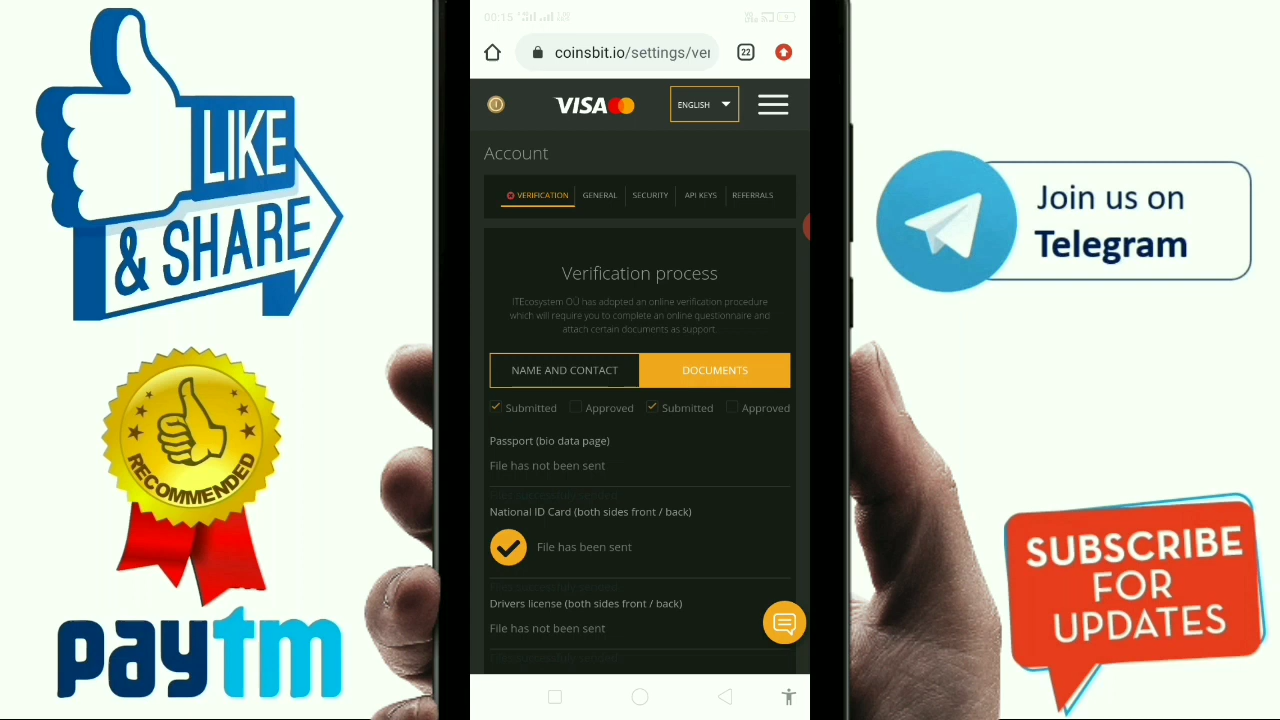 LIKE
& SHARE
RECOMMENDED
paytm
00:15
coinsbit.io/settings/ver
22
VISA
ENGLISH
Account
VERIFICATION
GENERAL
SECURITY
API KEYS
REFERRALS
Verification process
ITEcosystem OÜ has adopted an online verification procedure
which will require you to complete an online questionnaire and
attach certain documents as support.
NAME AND CONTACT
DOCUMENTS
Submitted
Approved
Submitted
Approved
Passport (bio data page)
File has not been sent
National ID Card (both sides front / back)
File has been sent
Drivers license (both sides front / back)
File has not been sent
Join us on
Telegram
SUBSCRIBE
FOR
UPDATES